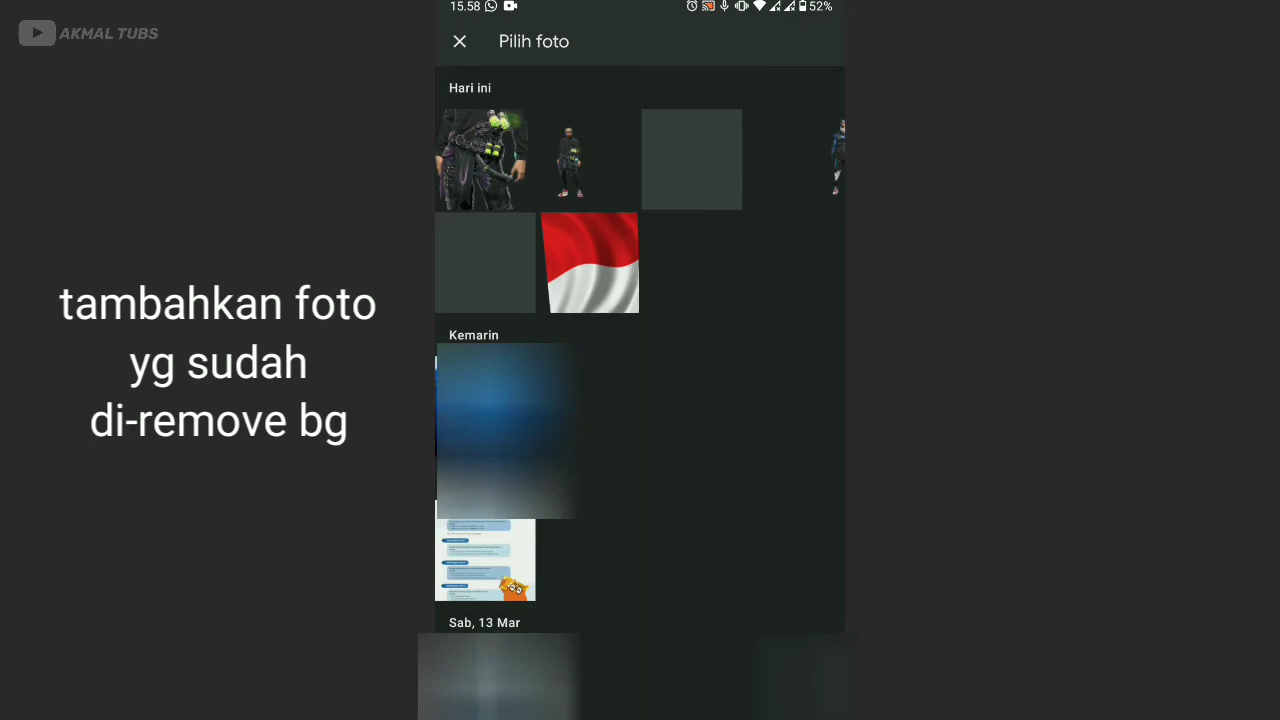 AKMAL TUBS
15.58
52%
Pilih foto
Hari ini
tambahkan foto
yg sudah
di-remove bg
Kemarin
Sab, 13 Mar